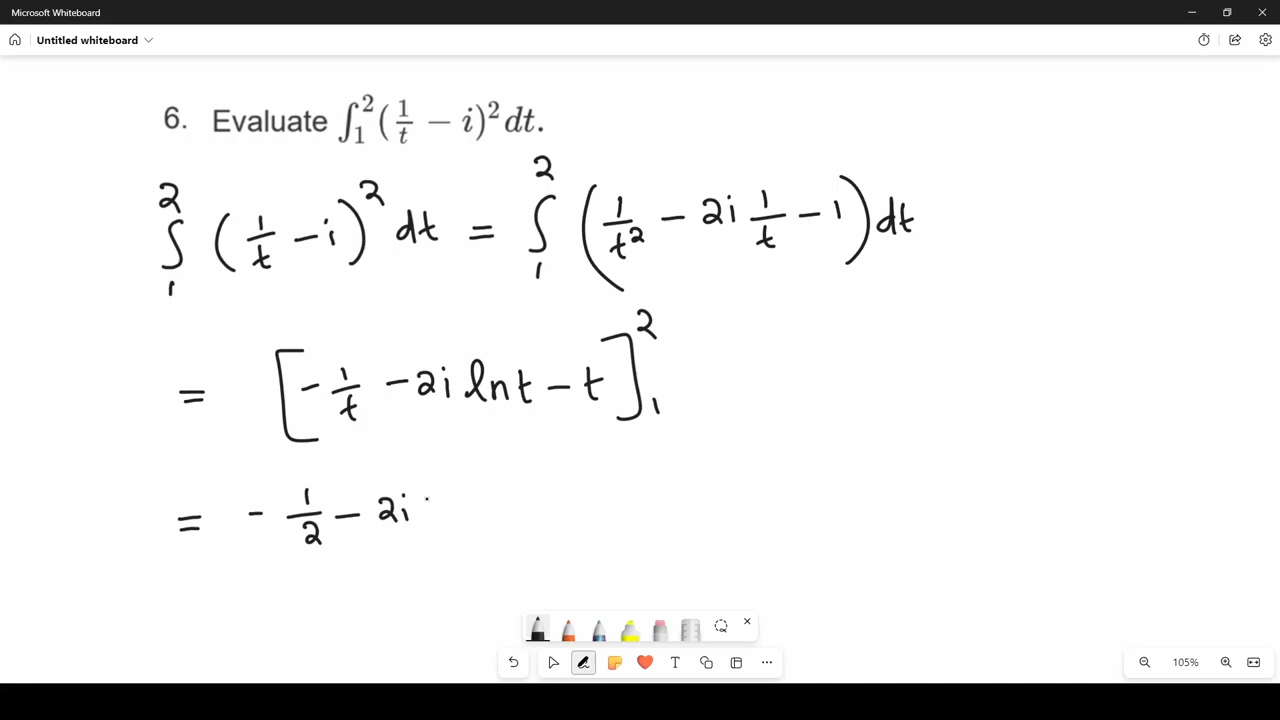 Microsoft Whiteboard
Untitled whiteboard
6. Evaluate ∫₁²(1/t − i)² dt.
∫₁² (1/t − i)² dt = ∫₁² (1/t² − 2i 1/t − 1) dt
= [−1/t − 2i ln t − t]₁²
= − 1/2 − 2i
105%